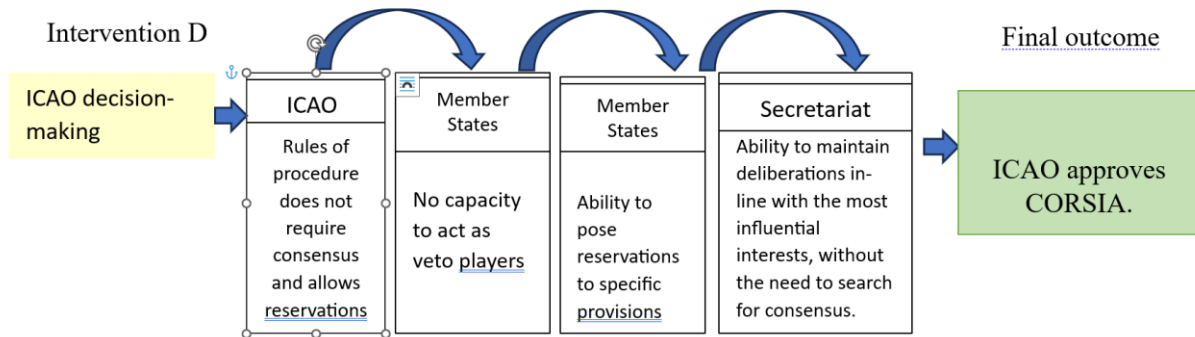 Intervention D
Final outcome
ICAO decision-
making
ICAO
Rules of
procedure
does not
require
consensus
and allows
reservations
Member
States
No capacity
to act as
veto players
Member
States
Ability to
pose
reservations
to specific
provisions
Secretariat
Ability to maintain
deliberations in-
line with the most
influential
interests, without
the need to search
for consensus.
ICAO approves
CORSIA.